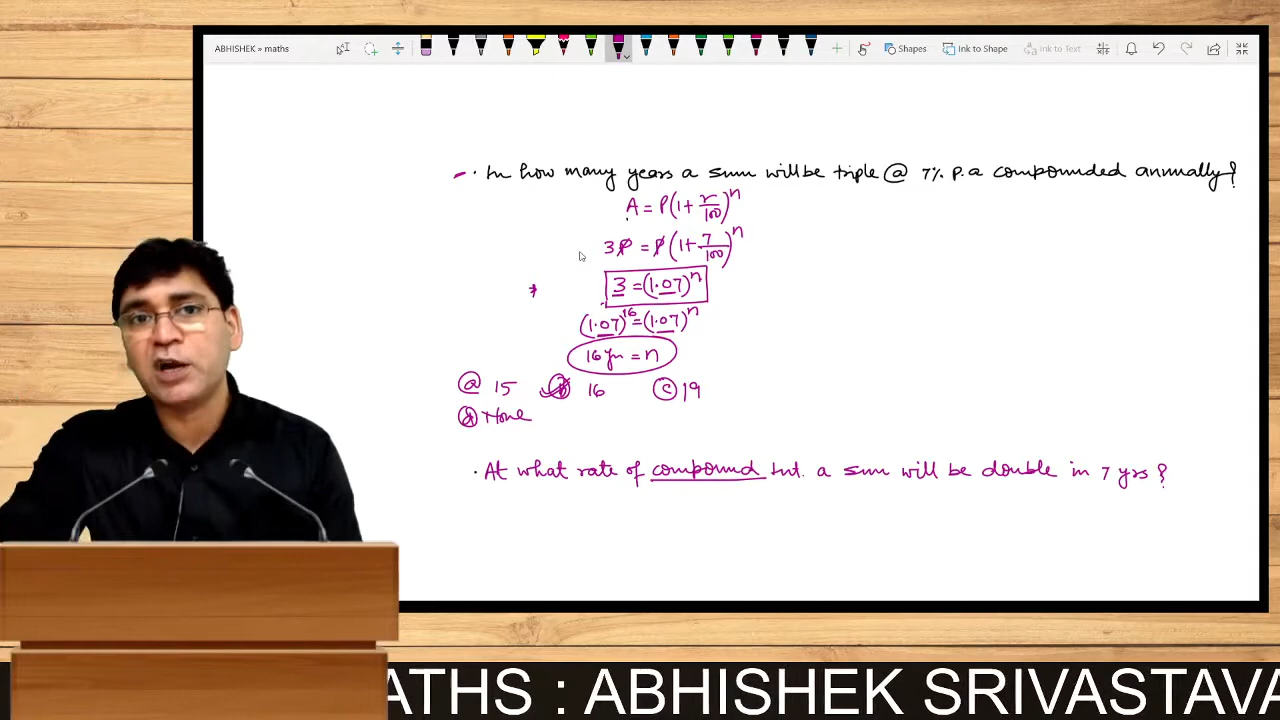 ABHISHEK » maths
Shapes Ink to Shape Ink to Text
In how many years a sum will be triple @ 7% p.a compounded annually?
A = P(1+r/100)^n
3P = P(1+7/100)^n
3 = (1.07)^n
(1.07)^16 = (1.07)^n
16 yrs = n
(a) 15 (b) 16 (c) 19
(d) None
· At what rate of compound Int. a sum will be double in 7 yrs?
ATHS : ABHISHEK SRIVASTAVA